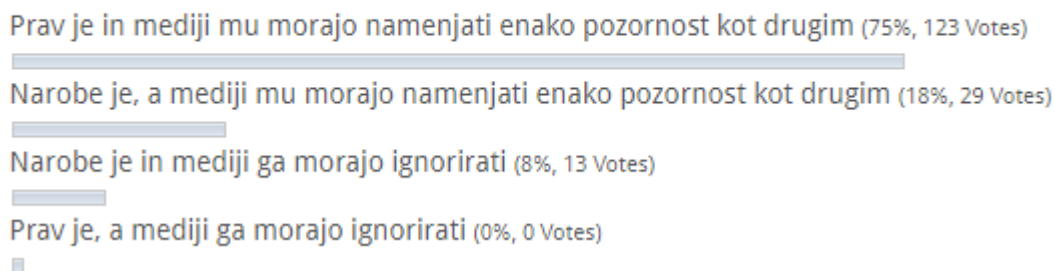 Prav je in mediji mu morajo namenjati enako pozornost kot drugim (75%, 123 Votes)
Narobe je, a mediji mu morajo namenjati enako pozornost kot drugim (18%, 29 Votes)
Narobe je in mediji ga morajo ignorirati (8%, 13 Votes)
Prav je, a mediji ga morajo ignorirati (0%, 0 Votes)